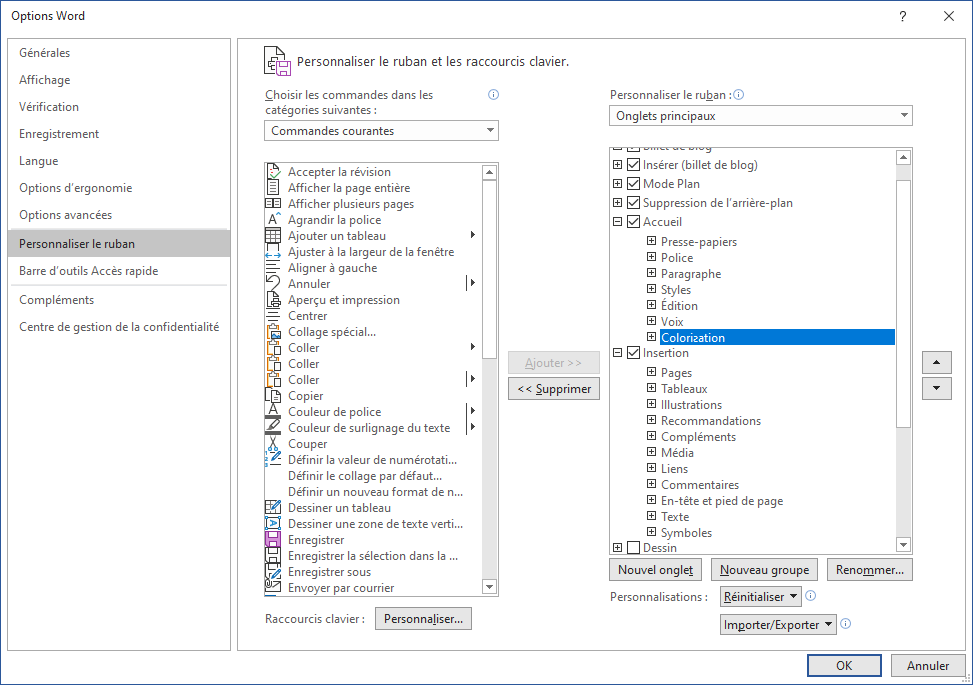 Options Word
?
Générales
Affichage
Vérification
Enregistrement
Langue
Options d'ergonomie
Options avancées
Personnaliser le ruban
Barre d'outils Accès rapide
Compléments
Centre de gestion de la confidentialité
Personnaliser le ruban et les raccourcis clavier.
Choisir les commandes dans les
catégories suivantes :
Commandes courantes
Accepter la révision
Afficher la page entière
Afficher plusieurs pages
Agrandir la police
Ajouter un tableau
Ajuster à la largeur de la fenêtre
Aligner à gauche
Annuler
Aperçu et impression
Centrer
Collage spécial...
Coller
Coller
Coller
Copier
Couleur de police
Couleur de surlignage du texte
Couper
Définir la valeur de numérotati...
Définir le collage par défaut...
Définir un nouveau format de n...
Dessiner un tableau
Dessiner une zone de texte verti...
Enregistrer
Enregistrer la sélection dans la ...
Enregistrer sous
Envoyer par courrier
Raccourcis clavier :
Personnaliser...
Ajouter >>
<< Supprimer
Personnaliser le ruban :
Onglets principaux
Billet de blog
Insérer (billet de blog)
Mode Plan
Suppression de l'arrière-plan
Accueil
Presse-papiers
Police
Paragraphe
Styles
Édition
Voix
Colorization
Insertion
Pages
Tableaux
Illustrations
Recommandations
Compléments
Média
Liens
Commentaires
En-tête et pied de page
Texte
Symboles
Dessin
Nouvel onglet
Nouveau groupe
Renommer...
Personnalisations :
Réinitialiser
Importer/Exporter
OK
Annuler